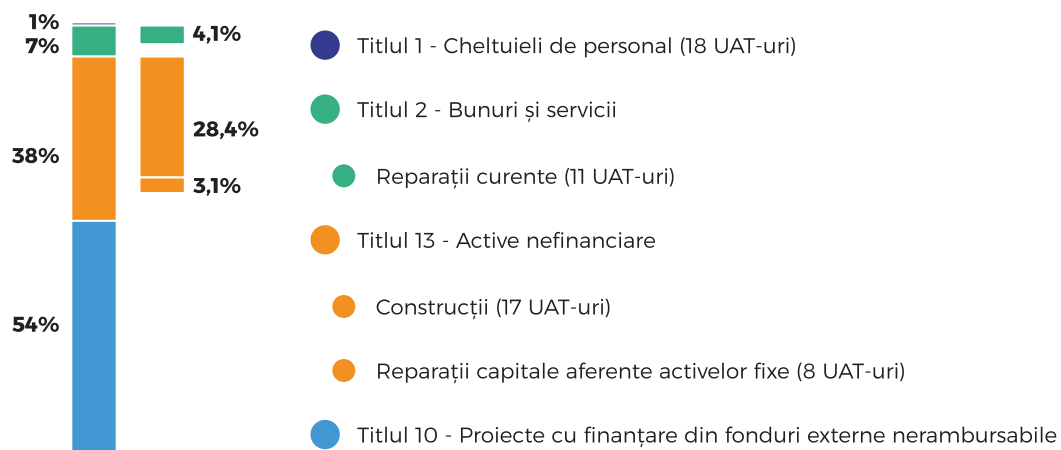 1%
7%
38%
54%
4,1%
28,4%
3,1%
Titlul 1 - Cheltuieli de personal (18 UAT-uri)
Titlul 2 - Bunuri și servicii
Reparații curente (11 UAT-uri)
Titlul 13 - Active nefinanciare
Construcții (17 UAT-uri)
Reparații capitale aferente activelor fixe (8 UAT-uri)
Titlul 10 - Proiecte cu finanțare din fonduri externe nerambursabile